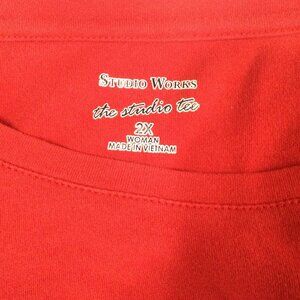 STUDIO WORKS
the studio tee
2X
WOMAN
MADE IN VIETNAM